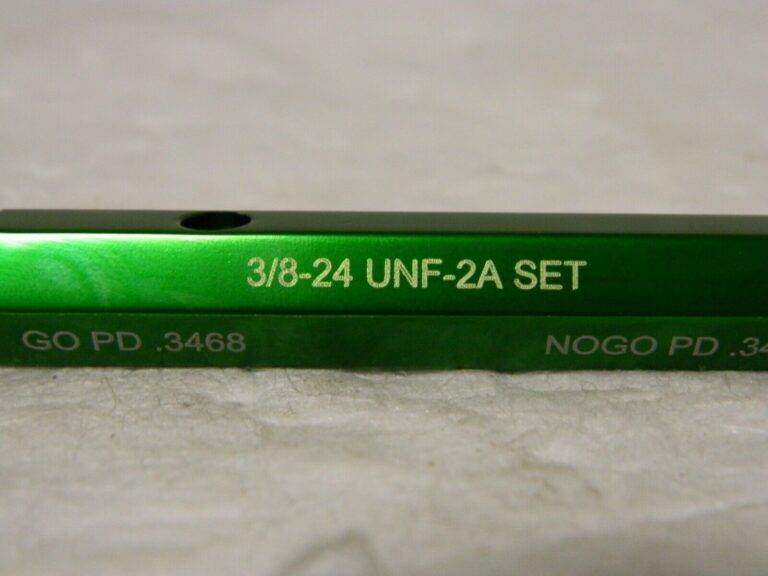 3/8-24 UNF-2A SET
GO PD .3468 NOGO PD .34